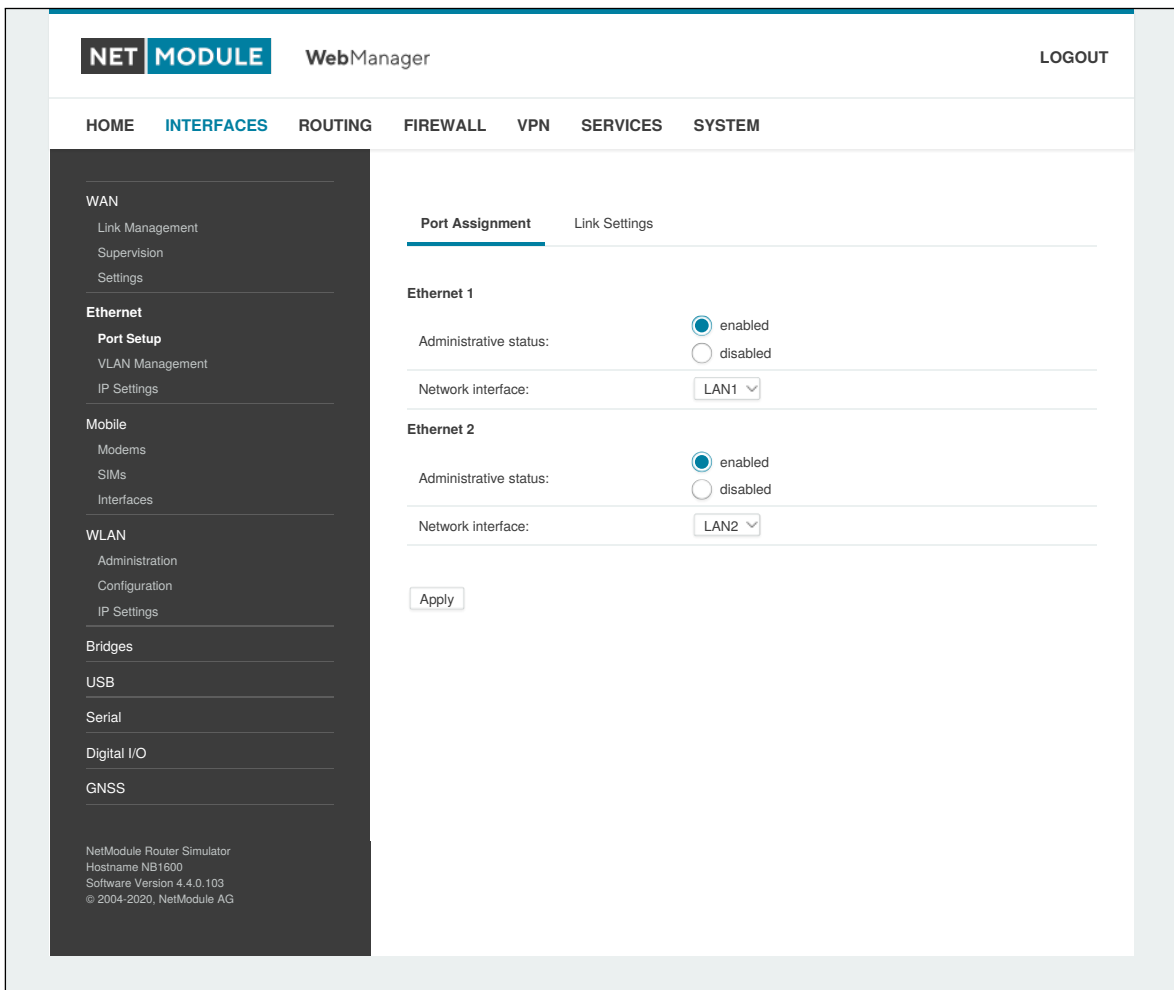 NET MODULE WebManager LOGOUT
HOME INTERFACES ROUTING FIREWALL VPN SERVICES SYSTEM
WAN
Link Management
Supervision
Settings
Ethernet
Port Setup
VLAN Management
IP Settings
Mobile
Modems
SIMs
Interfaces
WLAN
Administration
Configuration
IP Settings
Bridges
USB
Serial
Digital I/O
GNSS
NetModule Router Simulator
Hostname NB1600
Software Version 4.4.0.103
© 2004-2020, NetModule AG
Port Assignment Link Settings
Ethernet 1
Administrative status:
enabled
disabled
Network interface: LAN1
Ethernet 2
Administrative status:
enabled
disabled
Network interface: LAN2
Apply